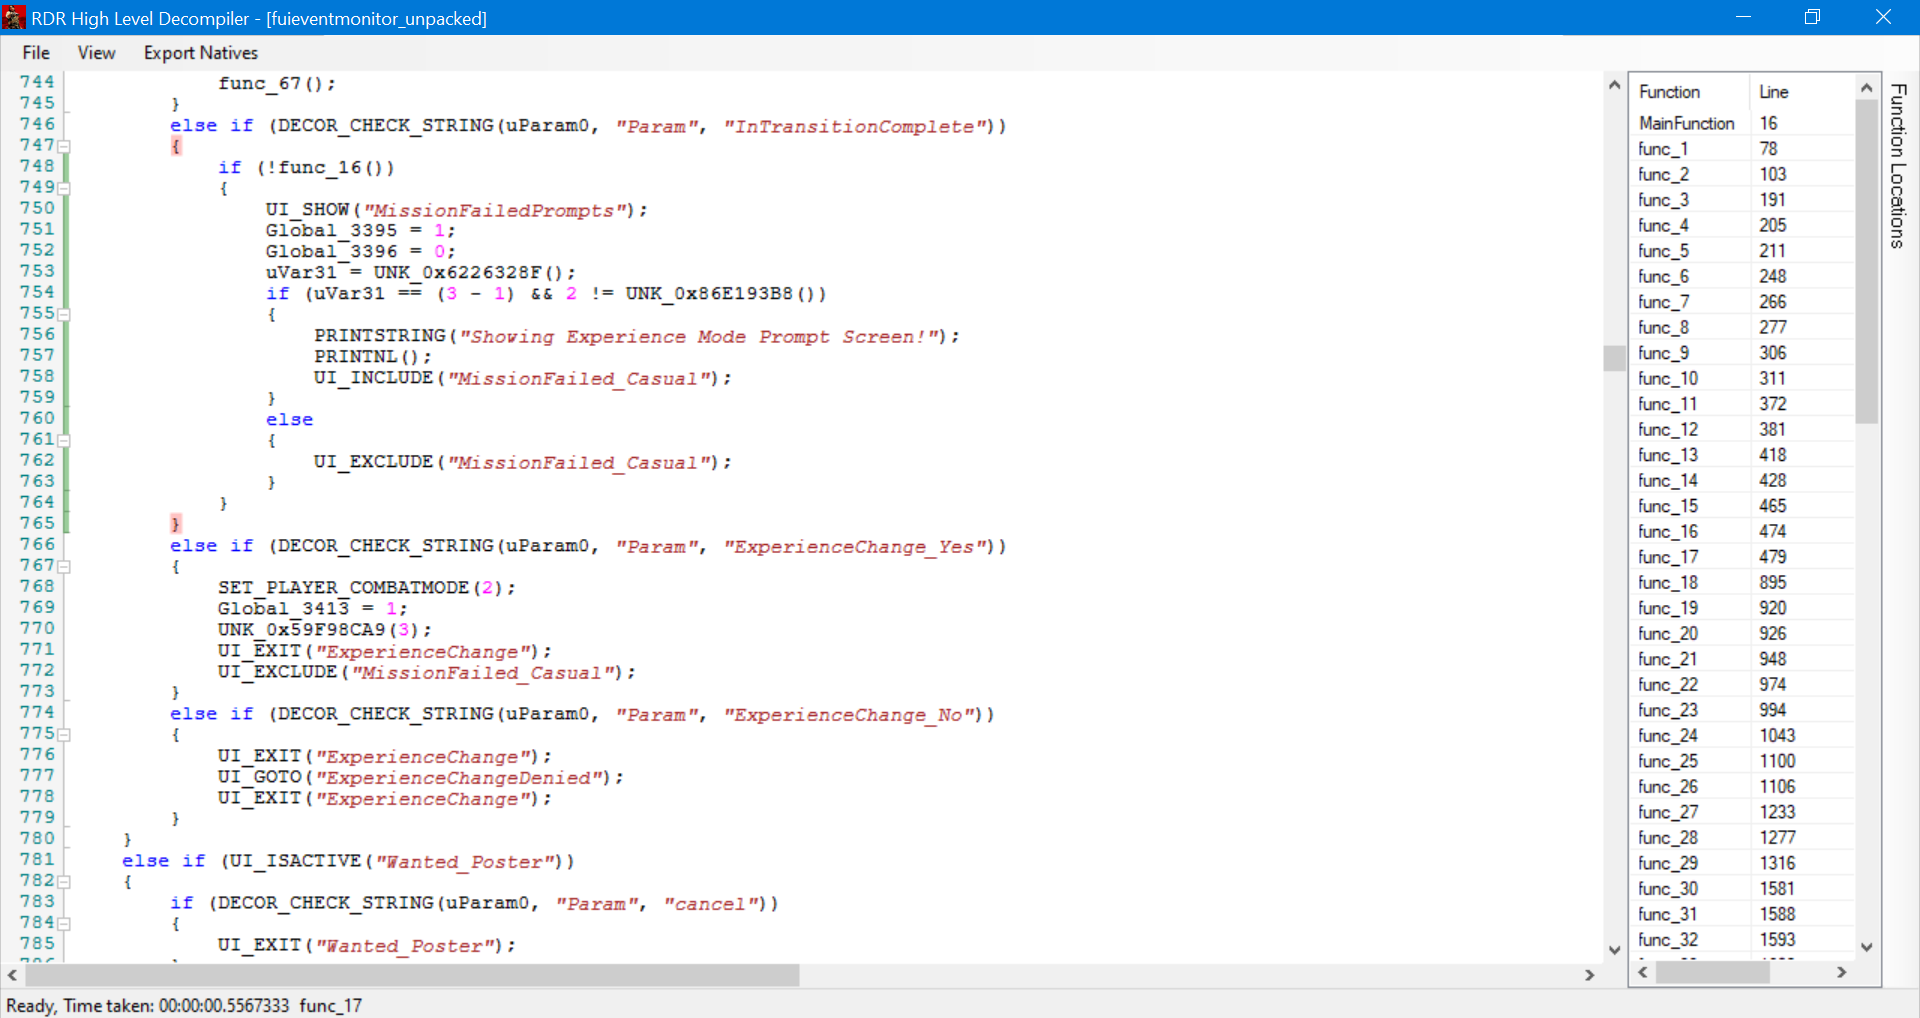 RDR High Level Decompiler - [fuieventmonitor_unpacked]
File View Export Natives
744 func_67();
745 }
746 else if (DECOR_CHECK_STRING(uParam0, "Param", "InTransitionComplete"))
747 {
748 if (!func_16())
749 {
750 UI_SHOW("MissionFailedPrompts");
751 Global_3395 = 1;
752 Global_3396 = 0;
753 uVar31 = UNK_0x6226328F();
754 if (uVar31 == (3 - 1) && 2 != UNK_0x86E193B8())
755 {
756 PRINTSTRING("Showing Experience Mode Prompt Screen!");
757 PRINTNL();
758 UI_INCLUDE("MissionFailed_Casual");
759 }
760 else
761 {
762 UI_EXCLUDE("MissionFailed_Casual");
763 }
764 }
765 }
766 else if (DECOR_CHECK_STRING(uParam0, "Param", "ExperienceChange_Yes"))
767 {
768 SET_PLAYER_COMBATMODE(2);
769 Global_3413 = 1;
770 UNK_0x59F98CA9(3);
771 UI_EXIT("ExperienceChange");
772 UI_EXCLUDE("MissionFailed_Casual");
773 }
774 else if (DECOR_CHECK_STRING(uParam0, "Param", "ExperienceChange_No"))
775 {
776 UI_EXIT("ExperienceChange");
777 UI_GOTO("ExperienceChangeDenied");
778 UI_EXIT("ExperienceChange");
779 }
780 }
781 else if (UI_ISACTIVE("Wanted_Poster"))
782 {
783 if (DECOR_CHECK_STRING(uParam0, "Param", "cancel"))
784 {
785 UI_EXIT("Wanted_Poster");
Function Line
MainFunction 16
func_1 78
func_2 103
func_3 191
func_4 205
func_5 211
func_6 248
func_7 266
func_8 277
func_9 306
func_10 311
func_11 372
func_12 381
func_13 418
func_14 428
func_15 465
func_16 474
func_17 479
func_18 895
func_19 920
func_20 926
func_21 948
func_22 974
func_23 994
func_24 1043
func_25 1100
func_26 1106
func_27 1233
func_28 1277
func_29 1316
func_30 1581
func_31 1588
func_32 1593
Function Locations
Ready, Time taken: 00:00:00.5567333 func_17